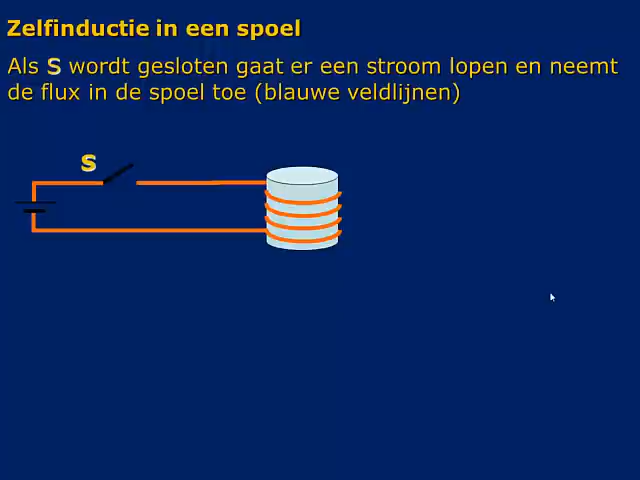 Zelfinductie in een spoel
Als S wordt gesloten gaat er een stroom lopen en neemt
de flux in de spoel toe (blauwe veldlijnen)
S